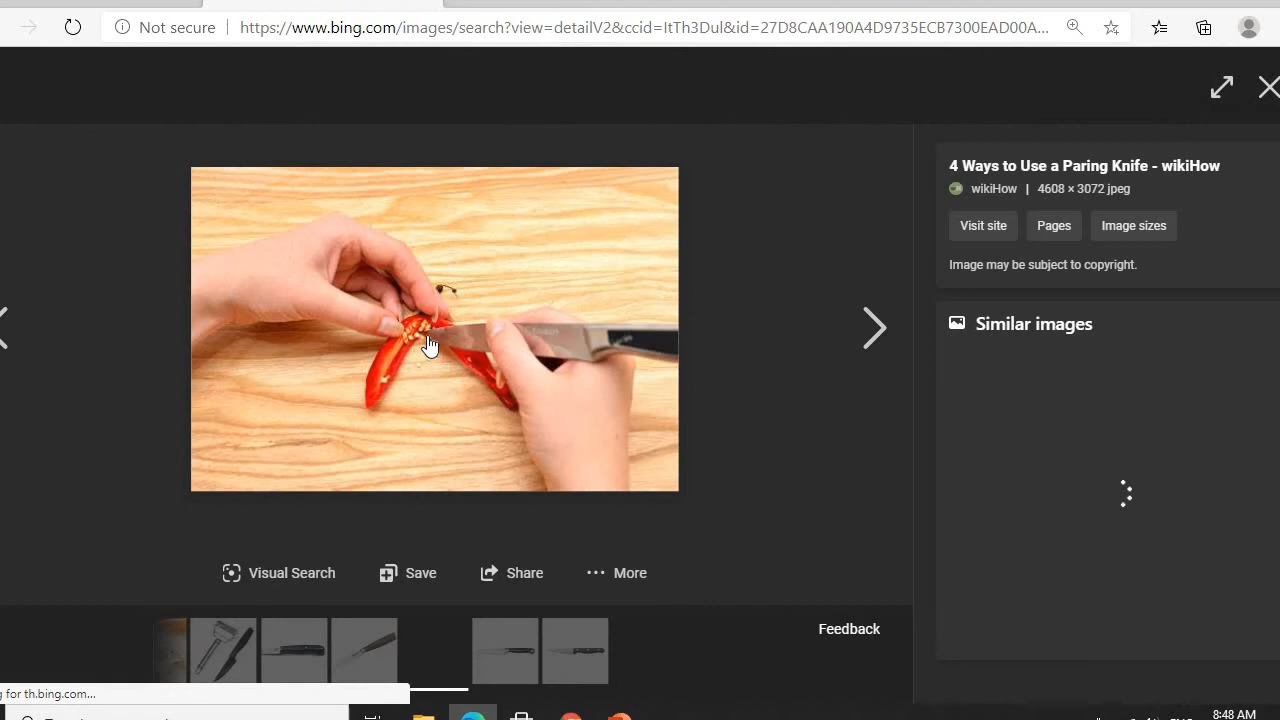 Not secure
https://www.bing.com/images/search?view=detailV2&ccid=ItTh3Dul&id=27D8CAA190A4D9735ECB7300EAD00A...
4 Ways to Use a Paring Knife - wikiHow
wikiHow | 4608 × 3072 jpeg
Visit site
Pages
Image sizes
Image may be subject to copyright.
Similar images
Visual Search
Save
Share
More
Feedback
g for th.bing.com...
8:48 AM